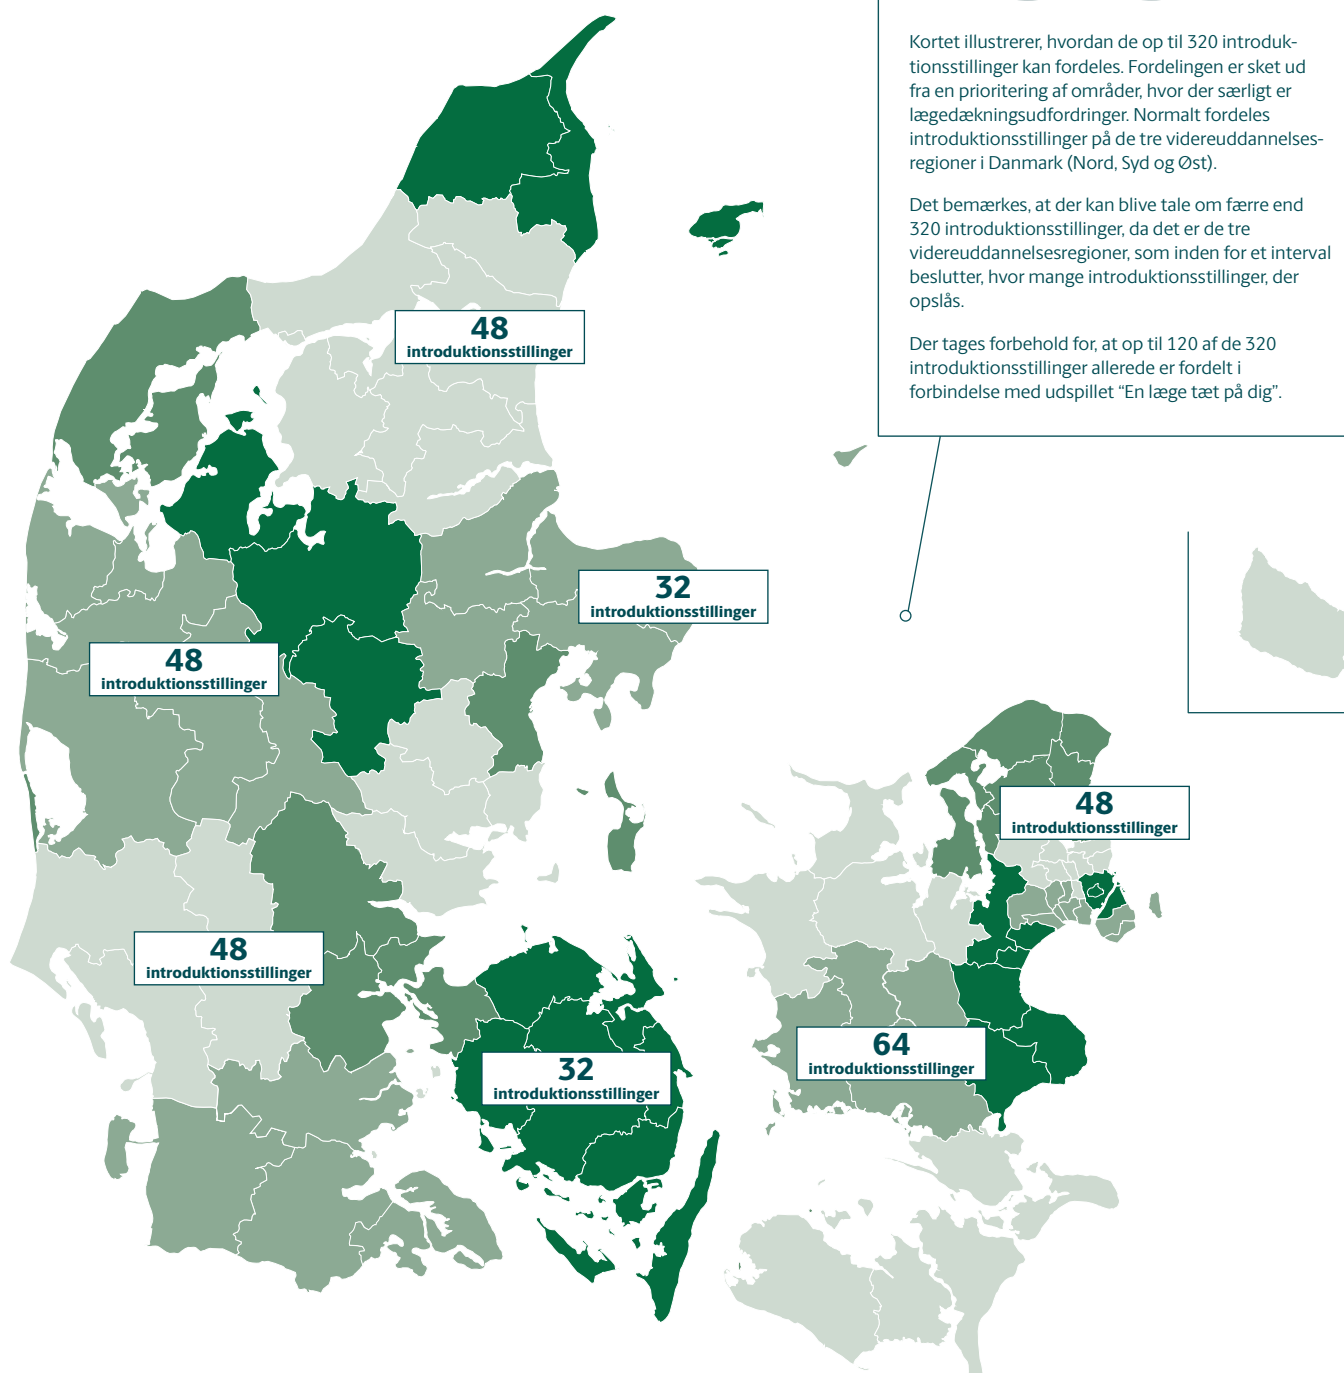 Kortet illustrerer, hvordan de op til 320 introduk-
tionsstillinger kan fordeles. Fordelingen er sket ud
fra en prioritering af områder, hvor der særligt er
lægedækningsudfordringer. Normalt fordeles
introduktionsstillinger på de tre videreuddannelses-
regioner i Danmark (Nord, Syd og Øst).
Det bemærkes, at der kan blive tale om færre end
320 introduktionsstillinger, da det er de tre
videreuddannelsesregioner, som inden for et interval
beslutter, hvor mange introduktionsstillinger, der
opslås.
Der tages forbehold for, at op til 120 af de 320
introduktionsstillinger allerede er fordelt i
forbindelse med udspillet “En læge tæt på dig”.
48
introduktionsstillinger
32
introduktionsstillinger
48
introduktionsstillinger
48
introduktionsstillinger
48
introduktionsstillinger
64
introduktionsstillinger
32
introduktionsstillinger